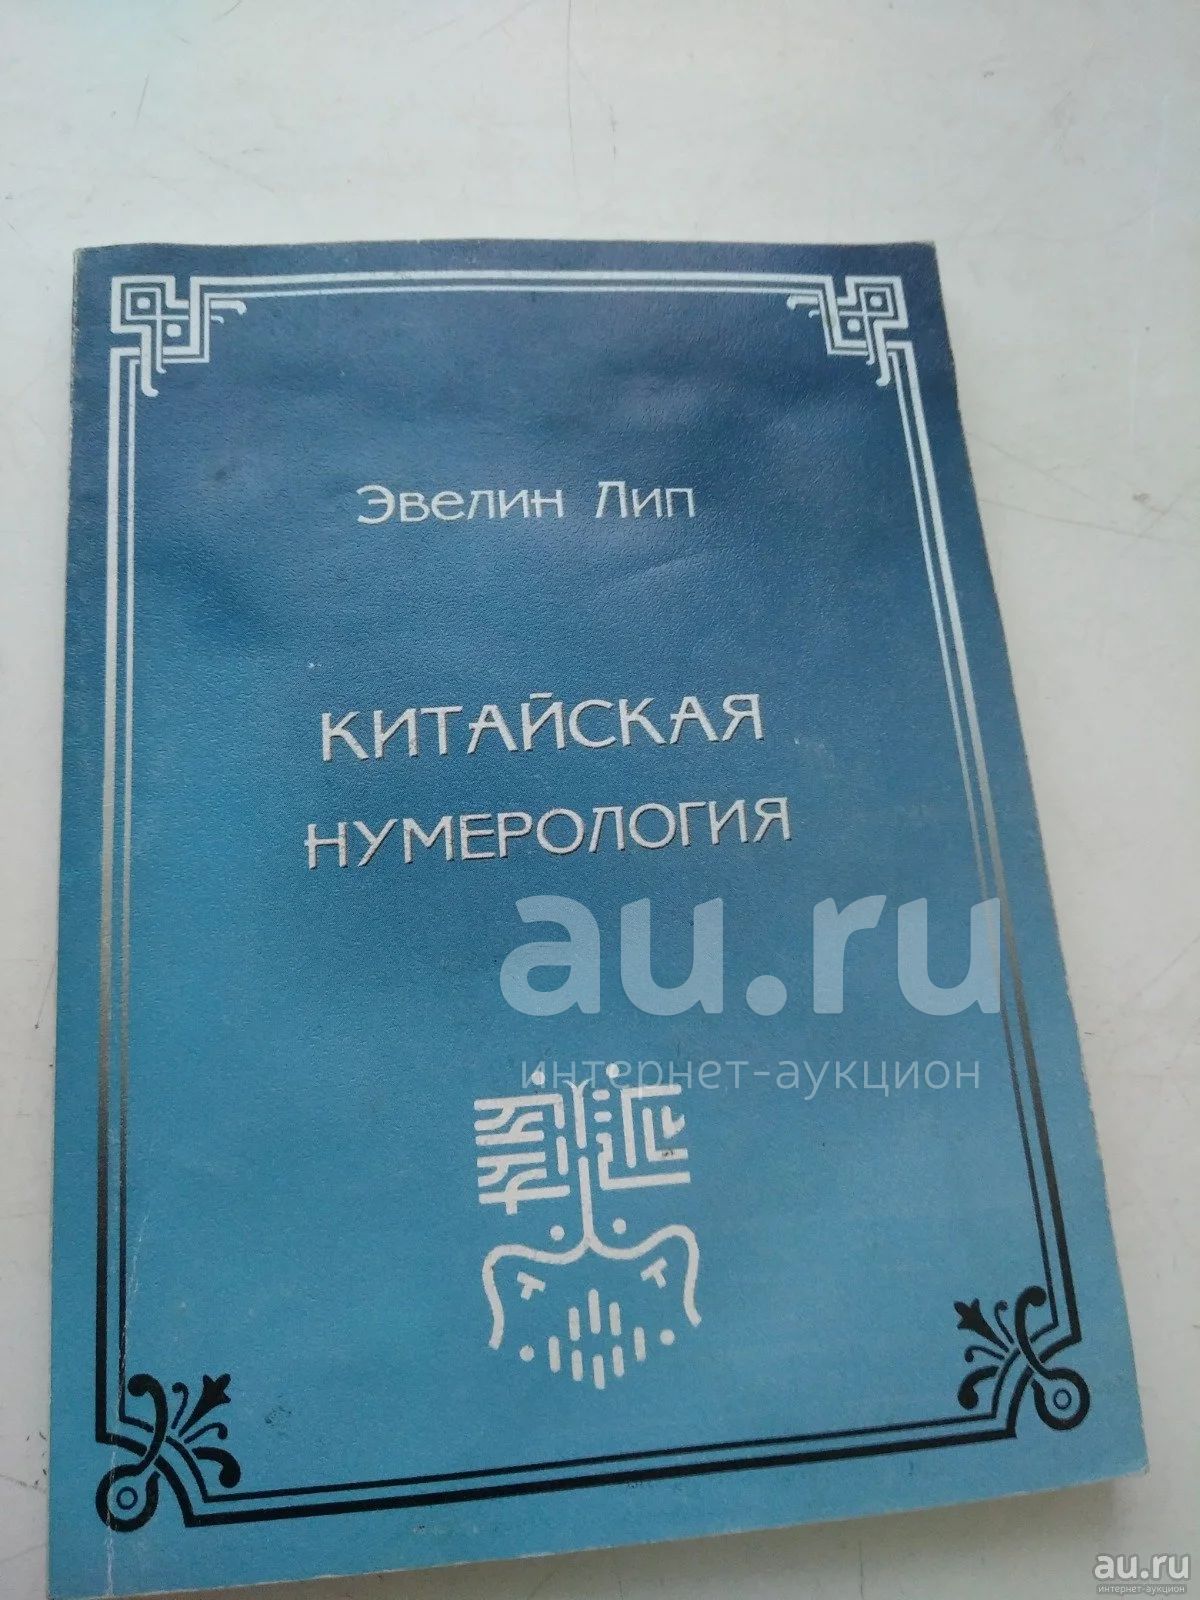 Эвелин Лип
КИТАЙСКАЯ
НУМЕРОЛОГИЯ
au.ru
интернет-аукцион
au.ru
интернет-аукцион